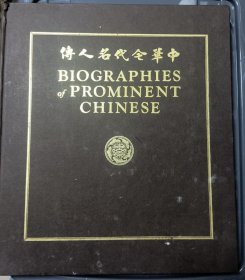 傳人名代今華中
BIOGRAPHIES
of PROMINENT
CHINESE